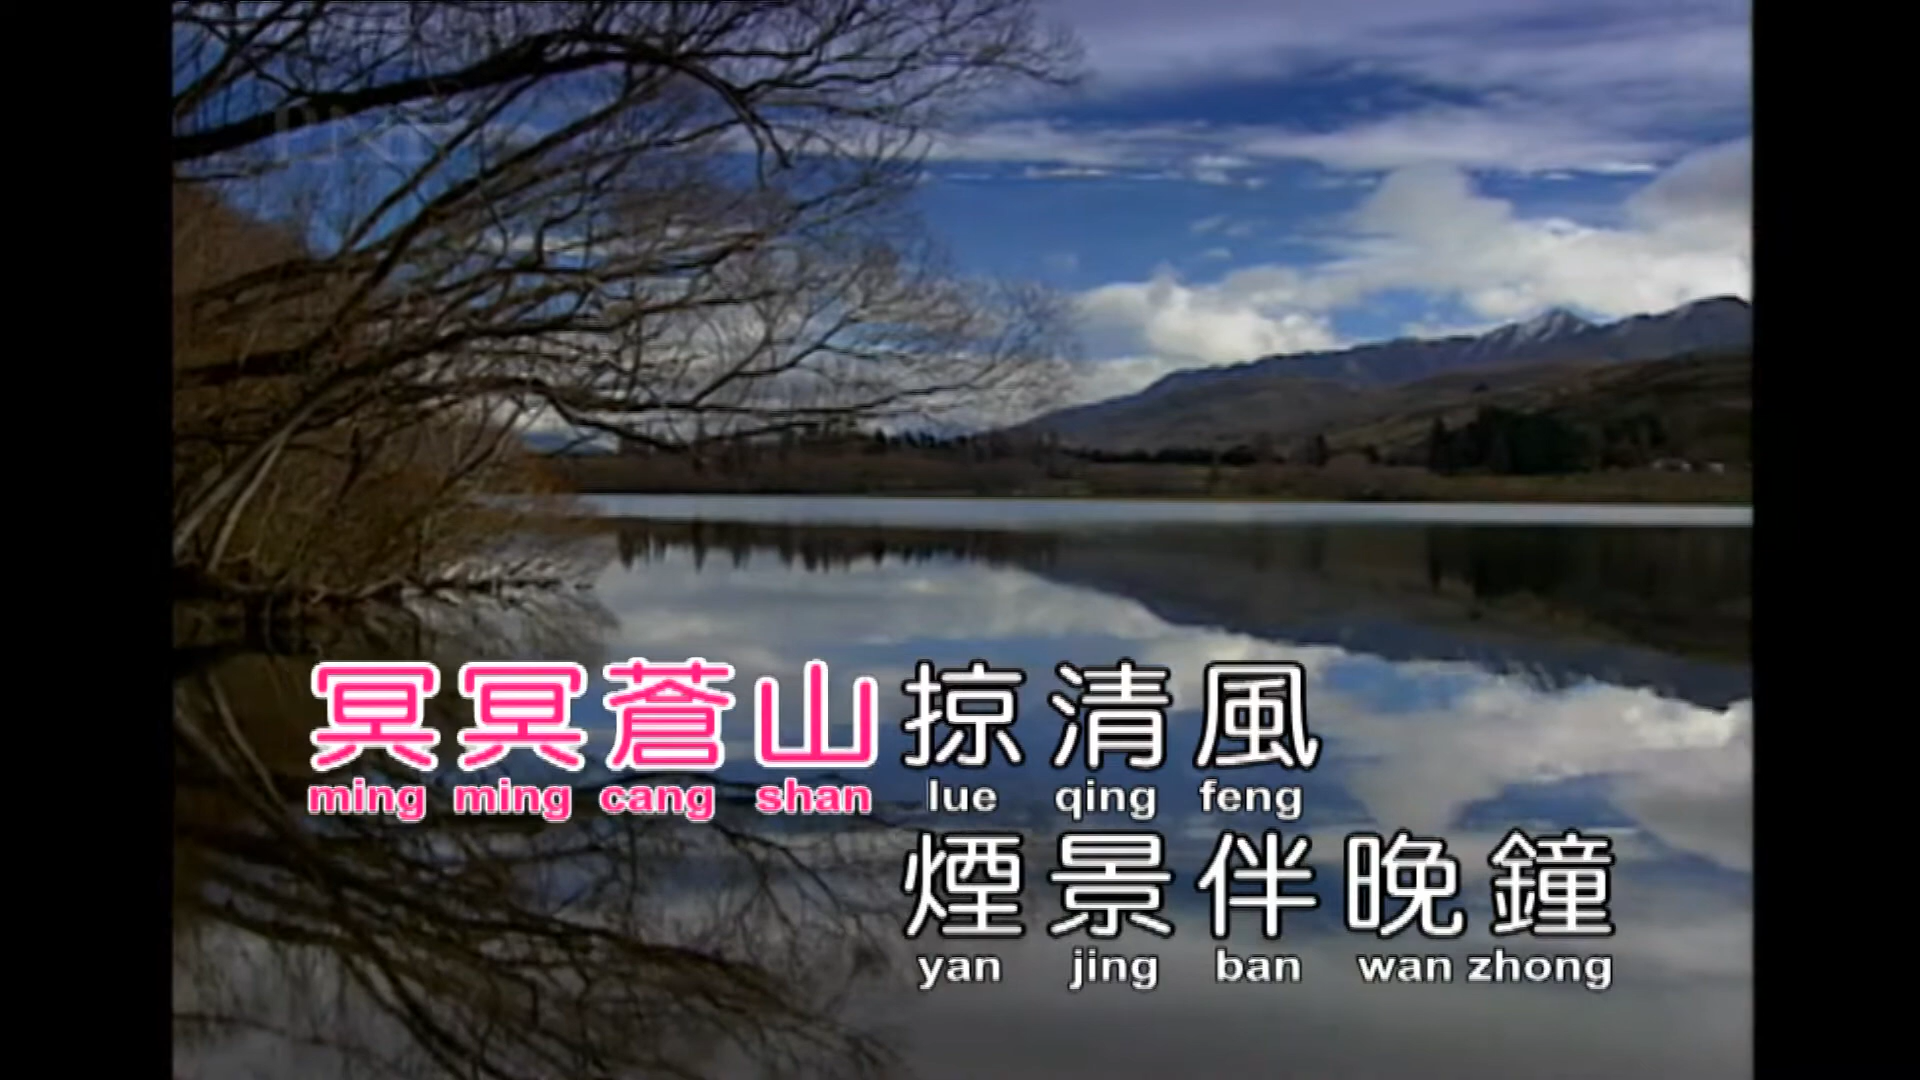 冥冥蒼山掠清風
ming ming cang shan lue qing feng
煙景伴晚鐘
yan jing ban wan zhong